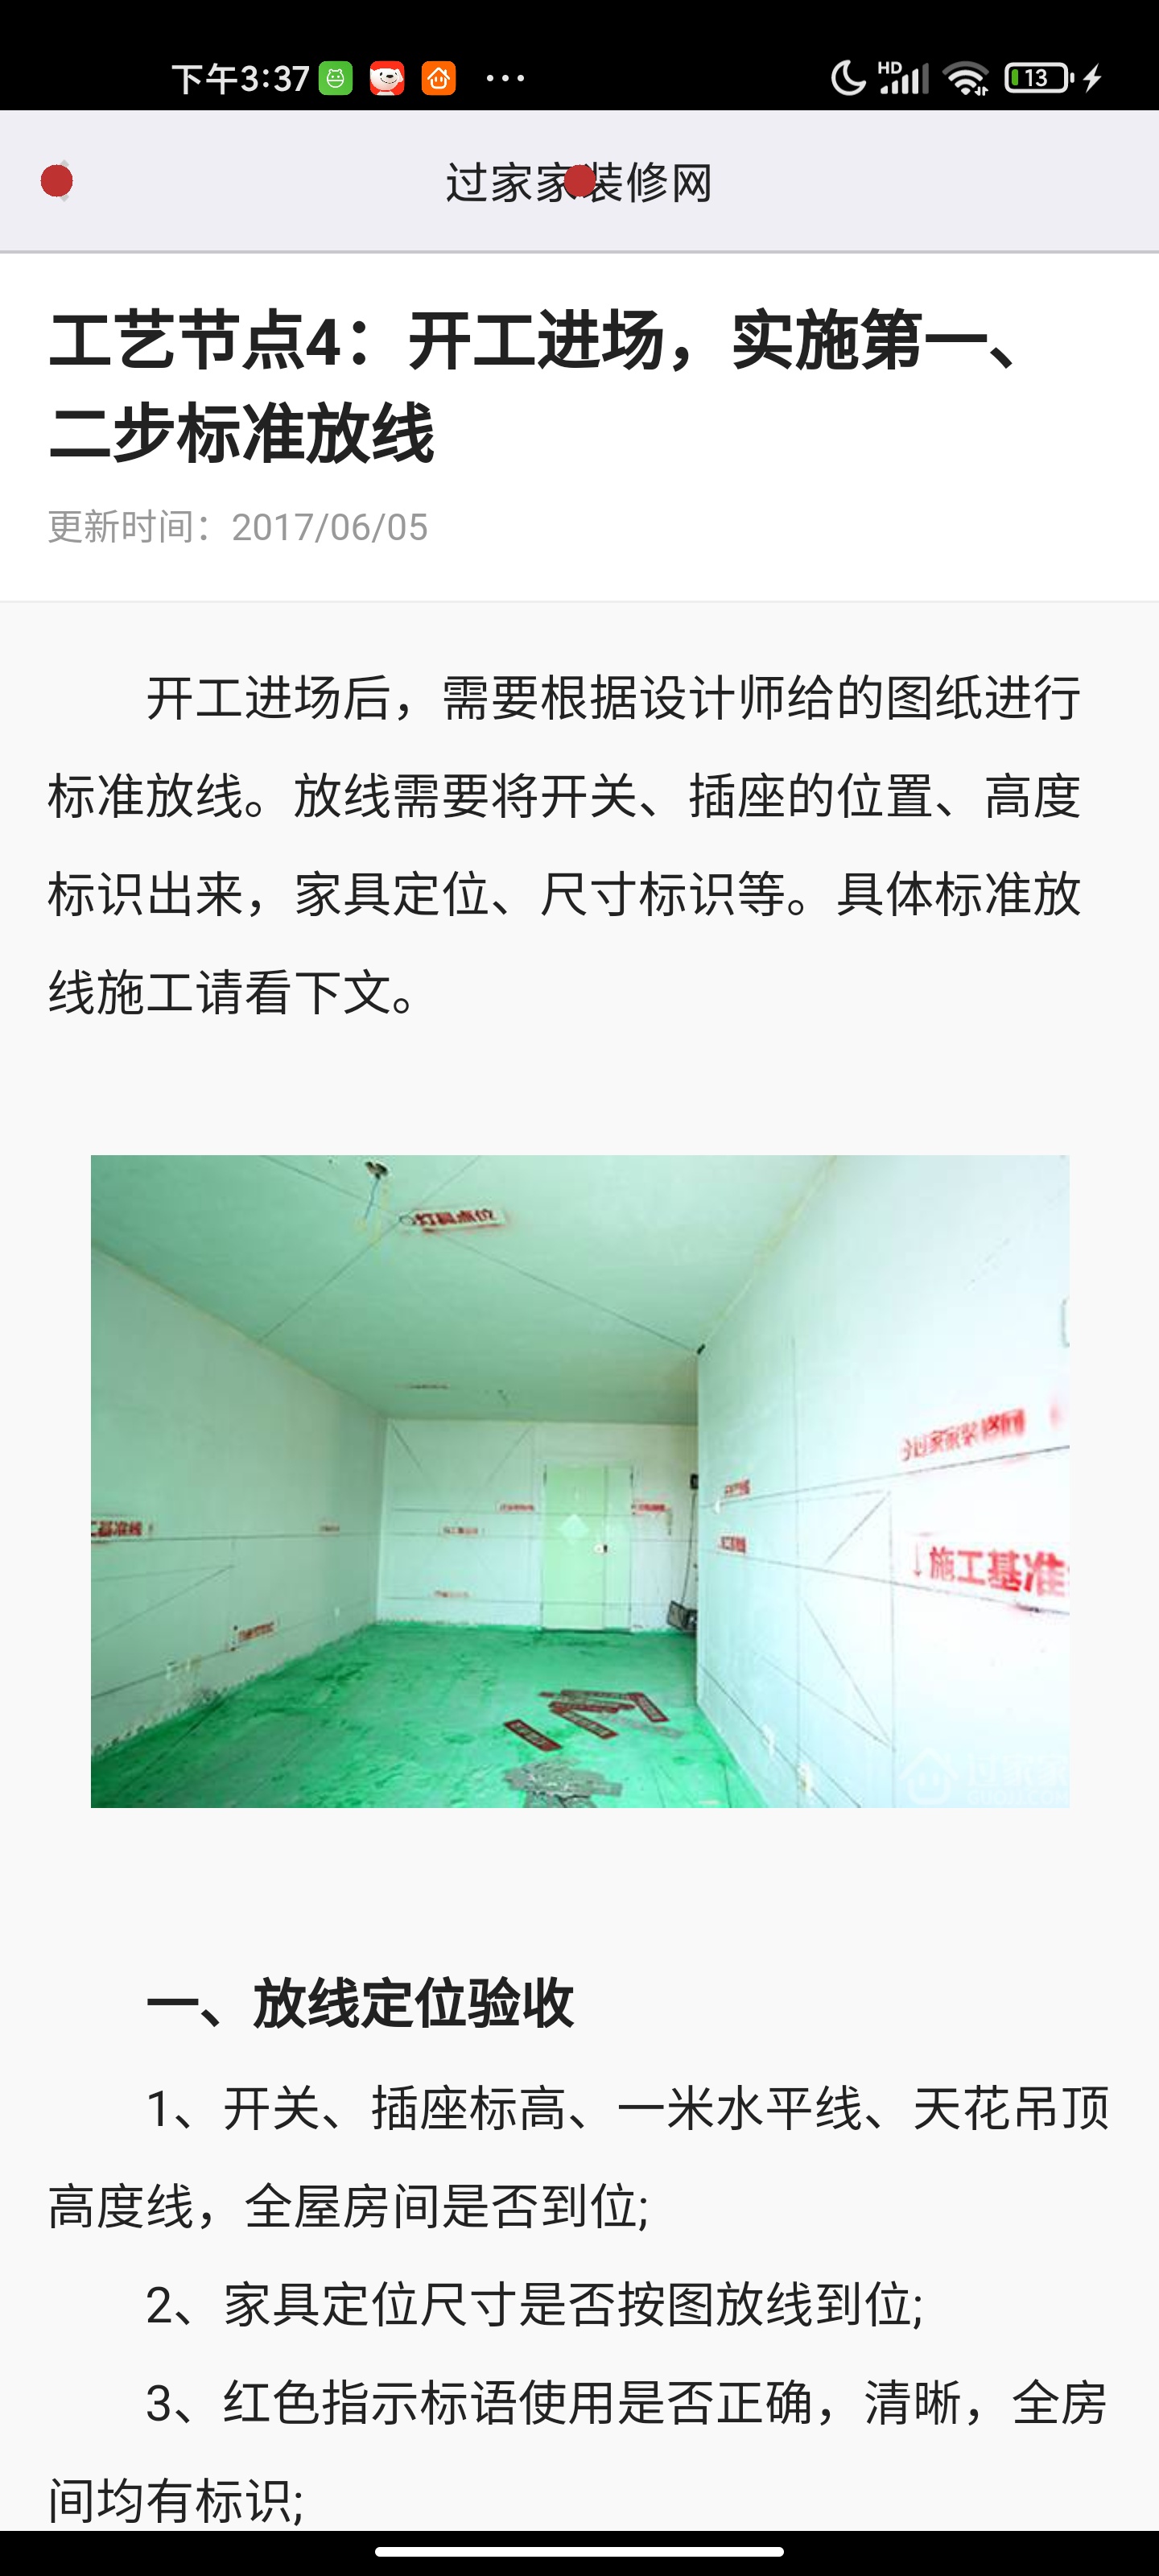 下午3:37
HD
13
过家家装修网
工艺节点4：开工进场，实施第一、
二步标准放线
更新时间：2017/06/05
开工进场后，需要根据设计师给的图纸进行
标准放线。放线需要将开关、插座的位置、高度
标识出来，家具定位、尺寸标识等。具体标准放
线施工请看下文。
灯具点位
过家家装修网
工基准线
施工基准
过家家
一、放线定位验收
1、开关、插座标高、一米水平线、天花吊顶
高度线，全屋房间是否到位;
2、家具定位尺寸是否按图放线到位;
3、红色指示标语使用是否正确，清晰，全房
间均有标识;